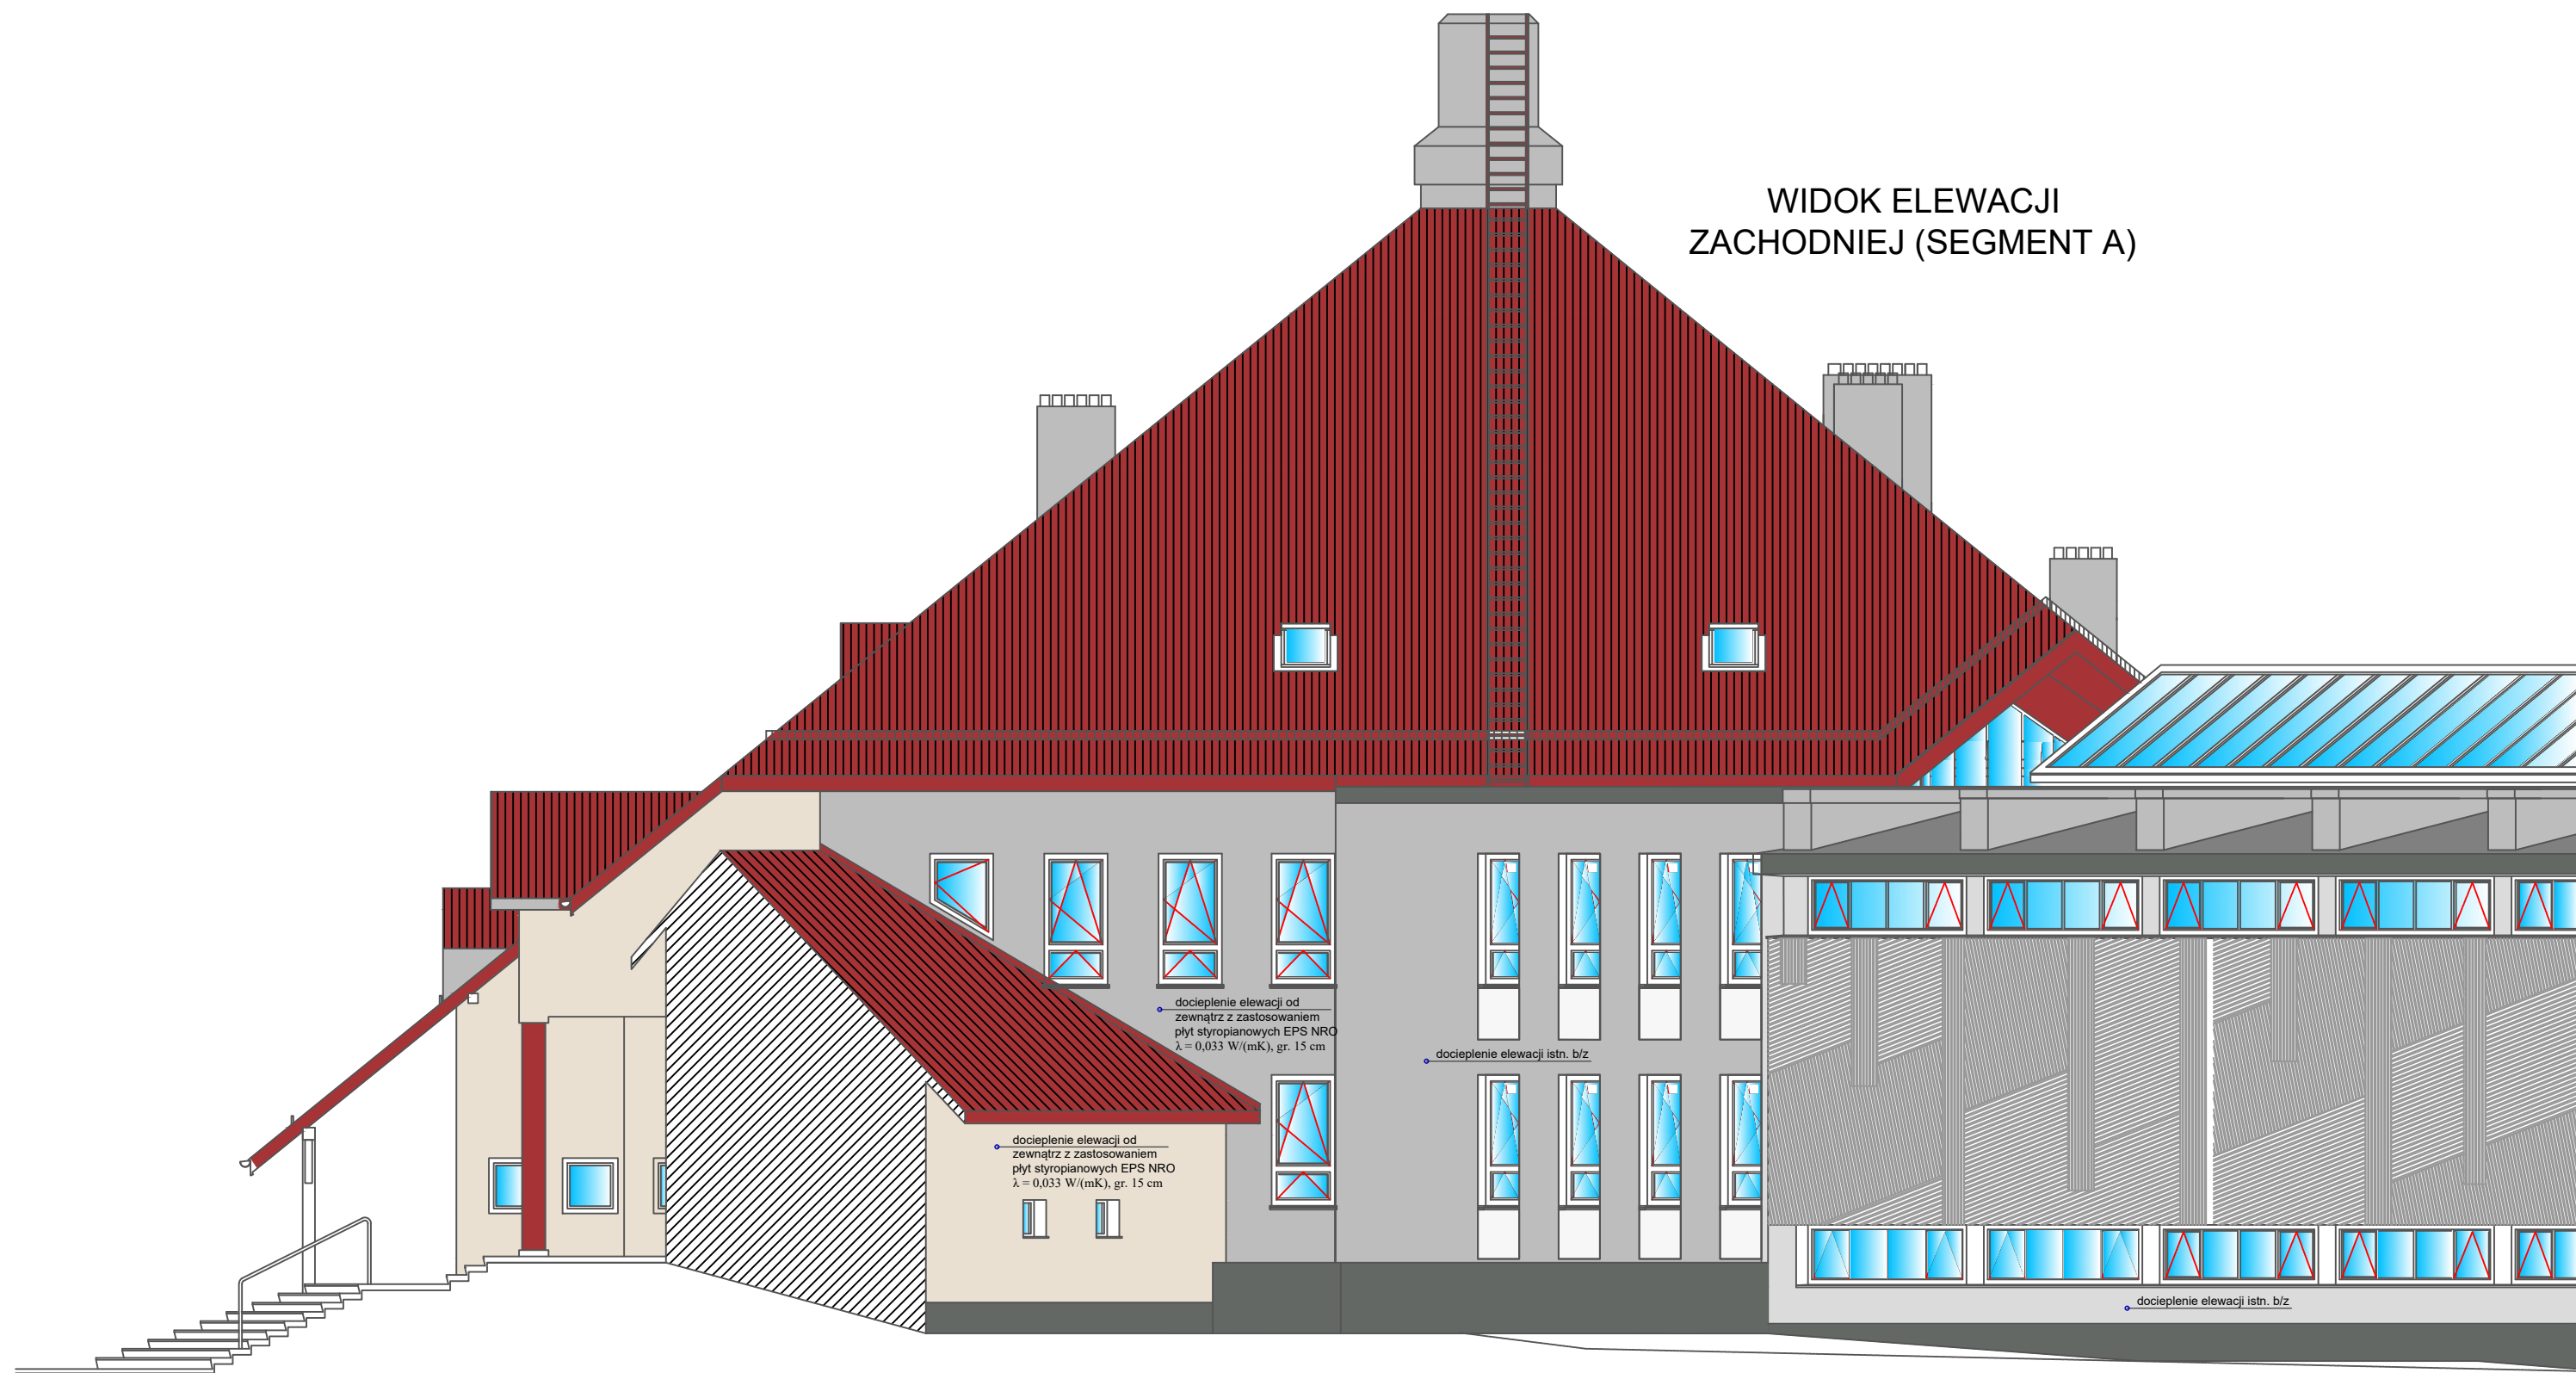 WIDOK ELEWACJI
ZACHODNIEJ (SEGMENT A)
docieplenie elewacji od
zewnątrz z zastosowaniem
płyt styropianowych EPS NRO
λ = 0,033 W/(mK), gr. 15 cm
docieplenie elewacji istn. b/z
docieplenie elewacji od
zewnątrz z zastosowaniem
płyt styropianowych EPS NRO
λ = 0,033 W/(mK), gr. 15 cm
docieplenie elewacji istn. b/z